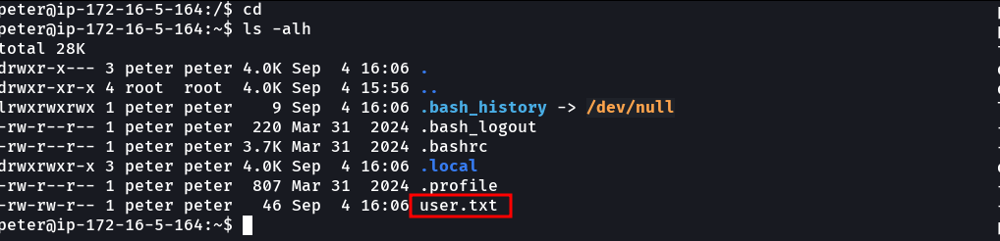 peter@ip-172-16-5-164:/$ cd
peter@ip-172-16-5-164:~$ ls -alh
total 28K
drwxr-x--- 3 peter peter 4.0K Sep  4 16:06 .
drwxr-xr-x 4 root  root  4.0K Sep  4 15:56 ..
lrwxrwxrwx 1 peter peter    9 Sep  4 16:06 .bash_history -> /dev/null
-rw-r--r-- 1 peter peter  220 Mar 31  2024 .bash_logout
-rw-r--r-- 1 peter peter 3.7K Mar 31  2024 .bashrc
drwxrwxr-x 3 peter peter 4.0K Sep  4 16:06 .local
-rw-r--r-- 1 peter peter  807 Mar 31  2024 .profile
-rw-rw-r-- 1 peter peter   46 Sep  4 16:06 user.txt
peter@ip-172-16-5-164:~$